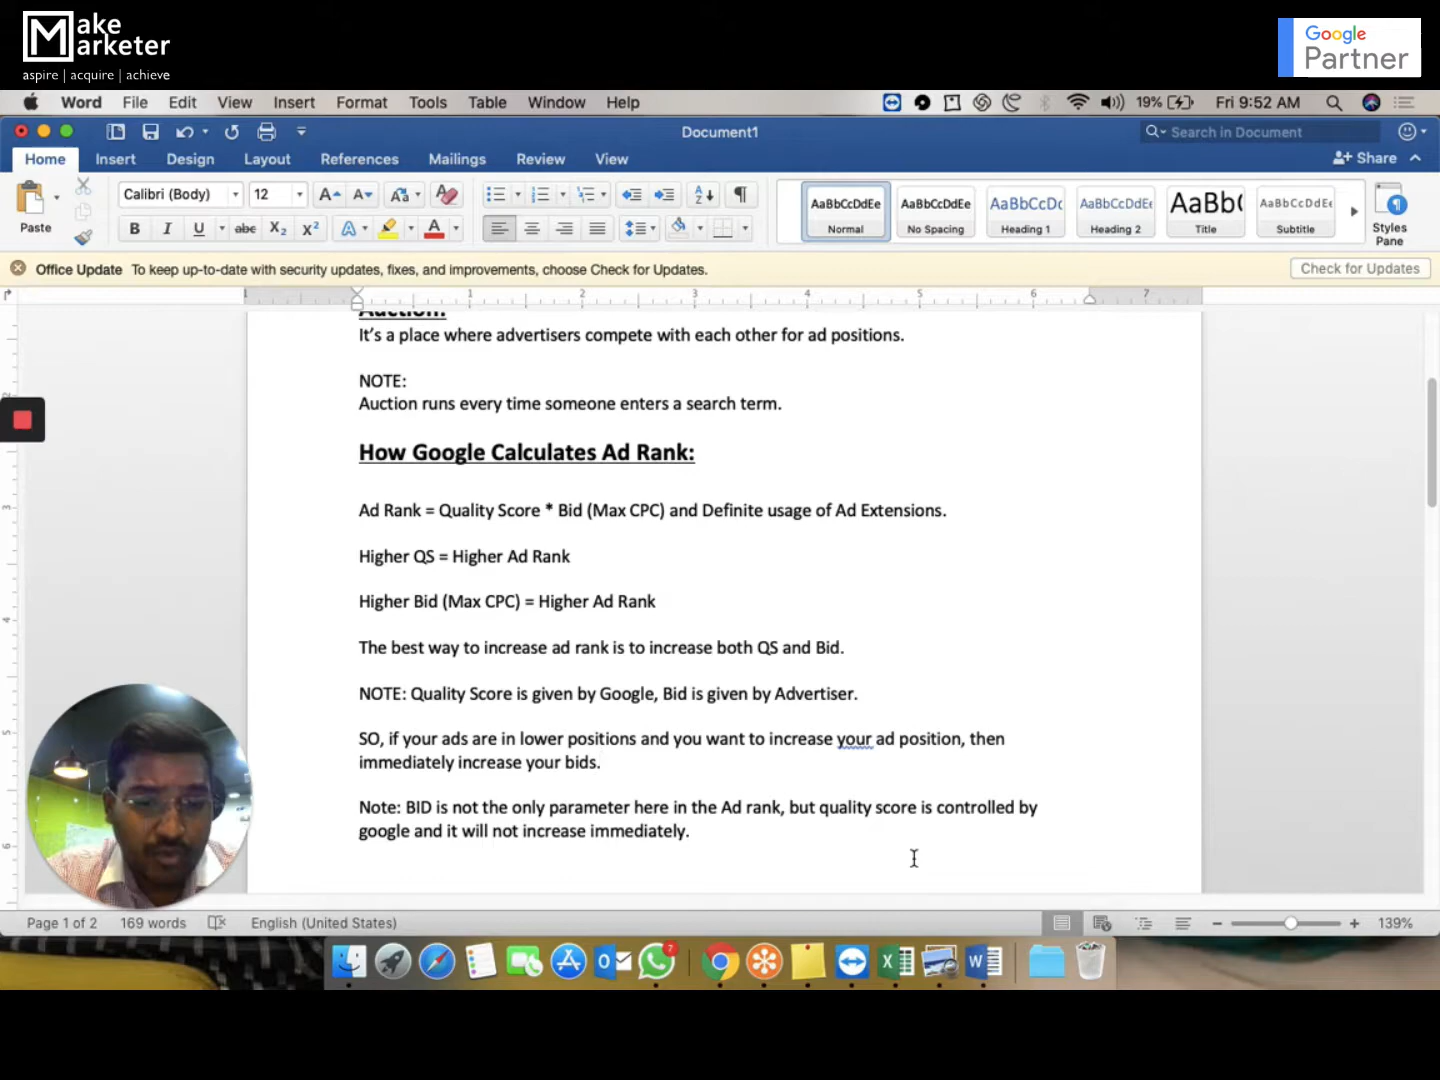 Make
Marketer
aspire | acquire | achieve
Google
Partner
Word File Edit View Insert Format Tools Table Window Help
19% Fri 9:52 AM
Document1
Search in Document
Home Insert Design Layout References Mailings Review View
Share
Paste
Calibri (Body) 12
AaBbCcDdEe AaBbCcDdEe AaBbCcDc AaBbCcDdEe AaBb( AaBbCcDdEe
Normal No Spacing Heading 1 Heading 2 Title Subtitle
Styles
Pane
Office Update To keep up-to-date with security updates, fixes, and improvements, choose Check for Updates.
Check for Updates
1 1 2 3 4 5 6 7
Auction:
It's a place where advertisers compete with each other for ad positions.
NOTE:
Auction runs every time someone enters a search term.
How Google Calculates Ad Rank:
Ad Rank = Quality Score * Bid (Max CPC) and Definite usage of Ad Extensions.
Higher QS = Higher Ad Rank
Higher Bid (Max CPC) = Higher Ad Rank
The best way to increase ad rank is to increase both QS and Bid.
NOTE: Quality Score is given by Google, Bid is given by Advertiser.
SO, if your ads are in lower positions and you want to increase your ad position, then
immediately increase your bids.
Note: BID is not the only parameter here in the Ad rank, but quality score is controlled by
google and it will not increase immediately.
Page 1 of 2 169 words English (United States) 139%